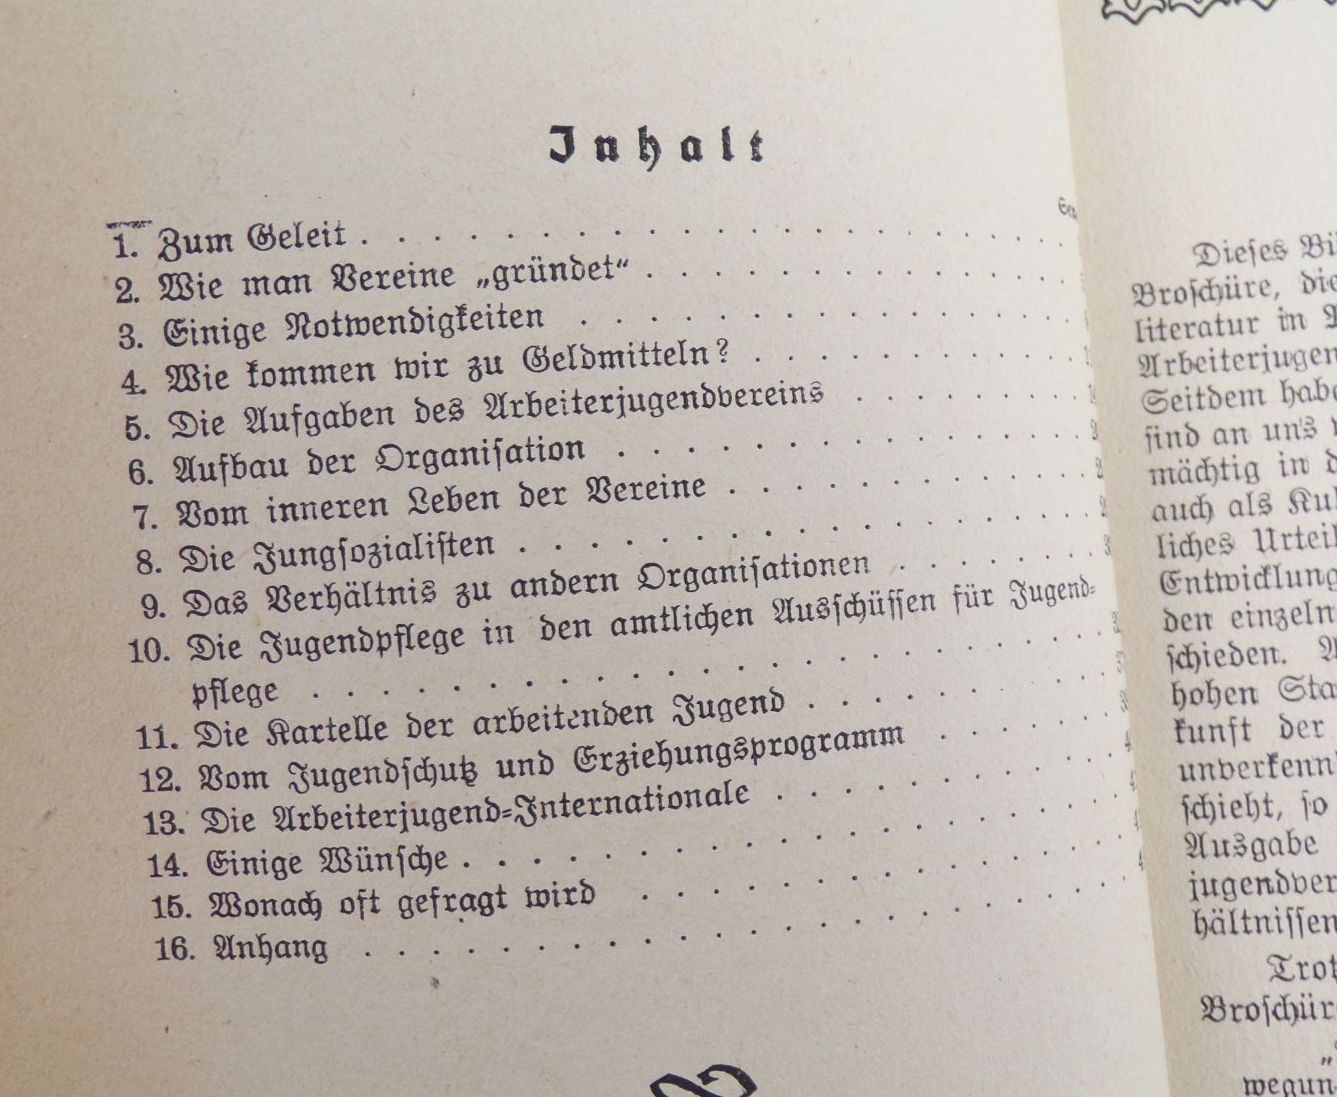 Inhalt
1. Zum Geleit . . . . . . . . . . . . . . . . . . . .
2. Wie man Vereine „gründet“ . . . . . . . . . . . .
3. Einige Notwendigkeiten . . . . . . . . . . . . . .
4. Wie kommen wir zu Geldmitteln? . . . . . . . . . .
5. Die Aufgaben des Arbeiterjugendvereins . . . . . . .
6. Aufbau der Organisation . . . . . . . . . . . . . .
7. Vom inneren Leben der Vereine . . . . . . . . . . .
8. Die Jungsozialisten . . . . . . . . . . . . . . . .
9. Das Verhältnis zu andern Organisationen . . . . . .
10. Die Jugendpflege in den amtlichen Ausschüssen für Jugend-
pflege . . . . . . . . . . . . . . . . . . . . . .
11. Die Kartelle der arbeitenden Jugend . . . . . . . . .
12. Vom Jugendschutz und Erziehungsprogramm . . . . . .
13. Die Arbeiterjugend-Internationale . . . . . . . . . .
14. Einige Wünsche . . . . . . . . . . . . . . . . . .
15. Wonach oft gefragt wird . . . . . . . . . . . . . .
16. Anhang . . . . . . . . . . . . . . . . . . . . .
Dieses
Broschüre, die
literatur in
Seitdem
sind an uns
mächtig in
auch als
liches
Entwicklung
den einzeln
schieden.
hohen
kunft der
schieht, so
Ausgabe
hältnissen